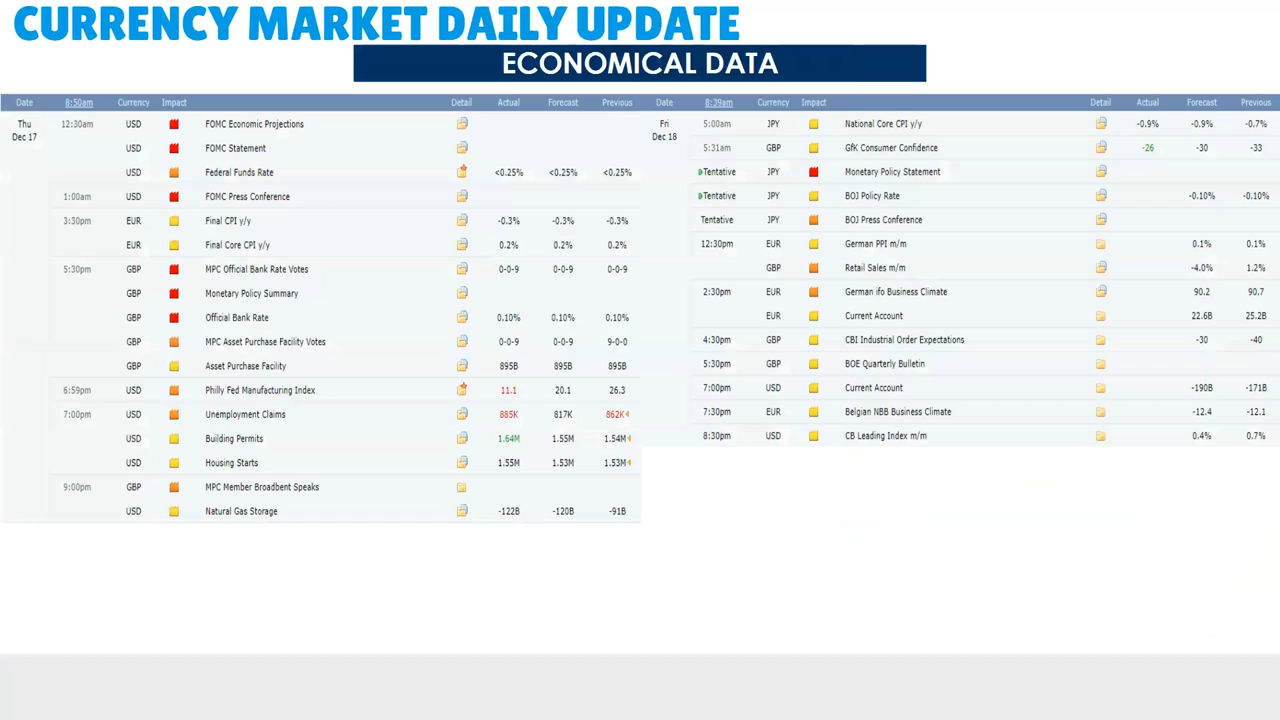 CURRENCY MARKET DAILY UPDATE
ECONOMICAL DATA
Date 8:50am Currency Impact Detail Actual Forecast Previous
Thu Dec 17 12:30am USD FOMC Economic Projections
USD FOMC Statement
USD Federal Funds Rate <0.25% <0.25% <0.25%
1:00am USD FOMC Press Conference
3:30pm EUR Final CPI y/y -0.3% -0.3% -0.3%
EUR Final Core CPI y/y 0.2% 0.2% 0.2%
5:30pm GBP MPC Official Bank Rate Votes 0-0-9 0-0-9 0-0-9
GBP Monetary Policy Summary
GBP Official Bank Rate 0.10% 0.10% 0.10%
GBP MPC Asset Purchase Facility Votes 0-0-9 0-0-9 9-0-0
GBP Asset Purchase Facility 895B 895B 895B
6:59pm USD Philly Fed Manufacturing Index 11.1 20.1 26.3
7:00pm USD Unemployment Claims 885K 817K 862K
USD Building Permits 1.64M 1.55M 1.54M
USD Housing Starts 1.55M 1.53M 1.53M
9:00pm GBP MPC Member Broadbent Speaks
USD Natural Gas Storage -122B -120B -91B
Date 8:39am Currency Impact Detail Actual Forecast Previous
Fri Dec 18 5:00am JPY National Core CPI y/y -0.9% -0.9% -0.7%
5:31am GBP GfK Consumer Confidence -26 -30 -33
Tentative JPY Monetary Policy Statement
Tentative JPY BOJ Policy Rate -0.10% -0.10%
Tentative JPY BOJ Press Conference
12:30pm EUR German PPI m/m 0.1% 0.1%
GBP Retail Sales m/m -4.0% 1.2%
2:30pm EUR German ifo Business Climate 90.2 90.7
EUR Current Account 22.6B 25.2B
4:30pm GBP CBI Industrial Order Expectations -30 -40
5:30pm GBP BOE Quarterly Bulletin
7:00pm USD Current Account -190B -171B
7:30pm EUR Belgian NBB Business Climate -12.4 -12.1
8:30pm USD CB Leading Index m/m 0.4% 0.7%